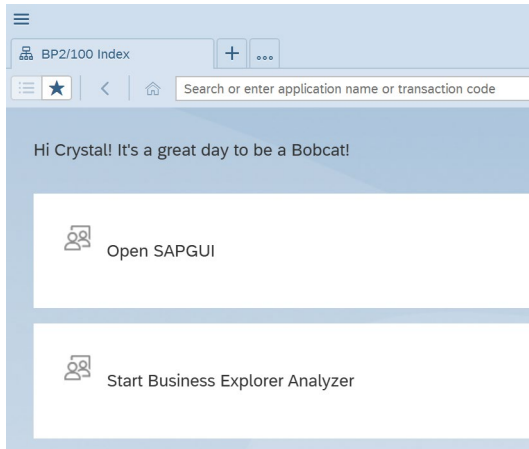 BP2/100 Index
Search or enter application name or transaction code
Hi Crystal! It's a great day to be a Bobcat!
Open SAPGUI
Start Business Explorer Analyzer